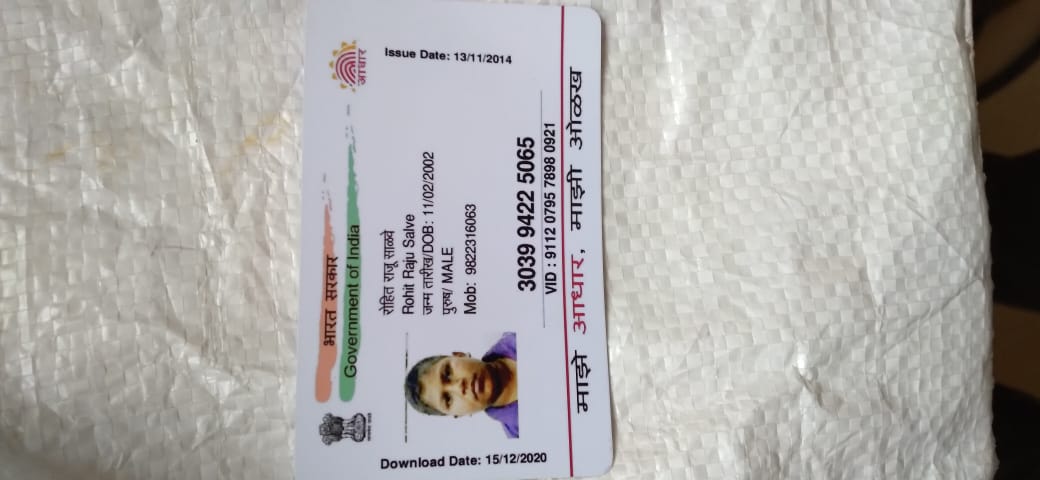 भारत सरकार
Government of India
आधार
Issue Date: 13/11/2014
रोहित राजू साळवे
Rohit Raju Salve
जन्म तारीख/DOB: 11/02/2002
पुरुष/ MALE
Mob: 9822316063
Download Date: 15/12/2020
3039 9422 5065
VID : 9112 0795 7898 0921
माझे आधार, माझी ओळख